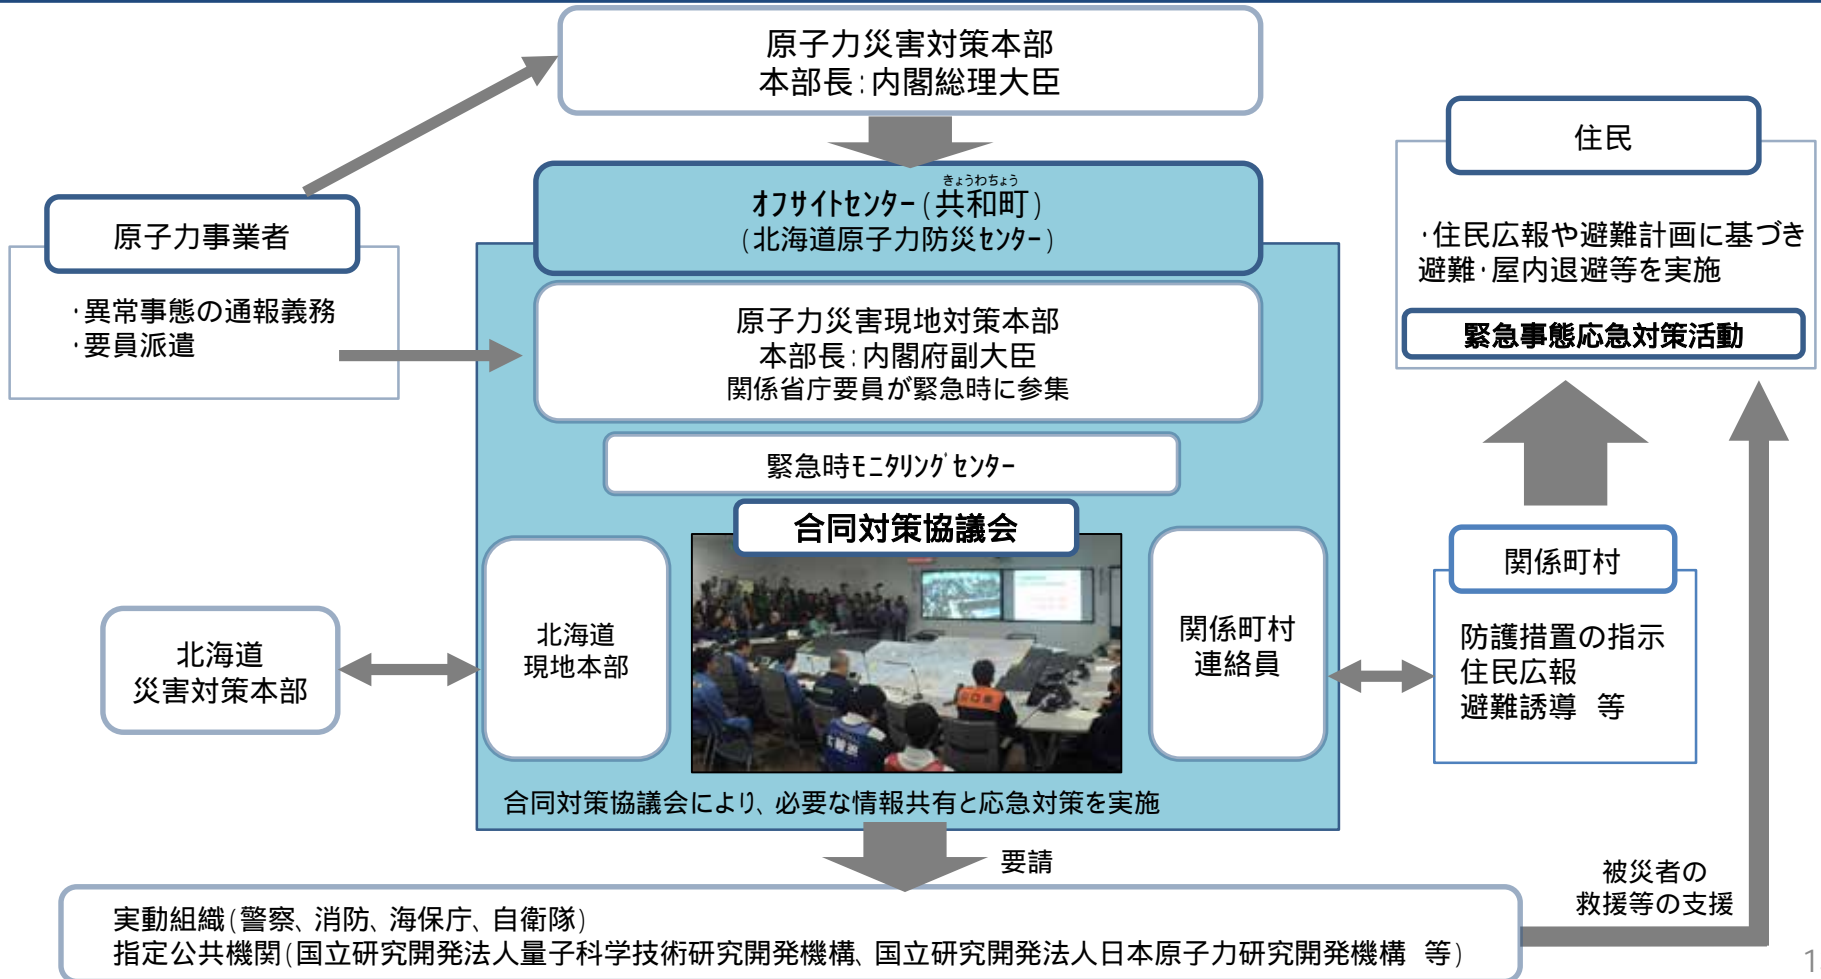 原子力災害対策本部
本部長:内閣総理大臣
きょうわちょう
オフサイトセンター(共和町)
(北海道原子力防災センター)
原子力事業者
・異常事態の通報義務
・要員派遣
原子力災害現地対策本部
本部長:内閣府副大臣
関係省庁要員が緊急時に参集
緊急時モニタリングセンター
合同対策協議会
北海道
災害対策本部
北海道
現地本部
関係町村
連絡員
合同対策協議会により、必要な情報共有と応急対策を実施
住民
・住民広報や避難計画に基づき
避難・屋内退避等を実施
緊急事態応急対策活動
関係町村
防護措置の指示
住民広報
避難誘導 等
要請
被災者の
救援等の支援
実動組織(警察、消防、海保庁、自衛隊)
指定公共機関(国立研究開発法人量子科学技術研究開発機構、国立研究開発法人日本原子力研究開発機構 等)
1